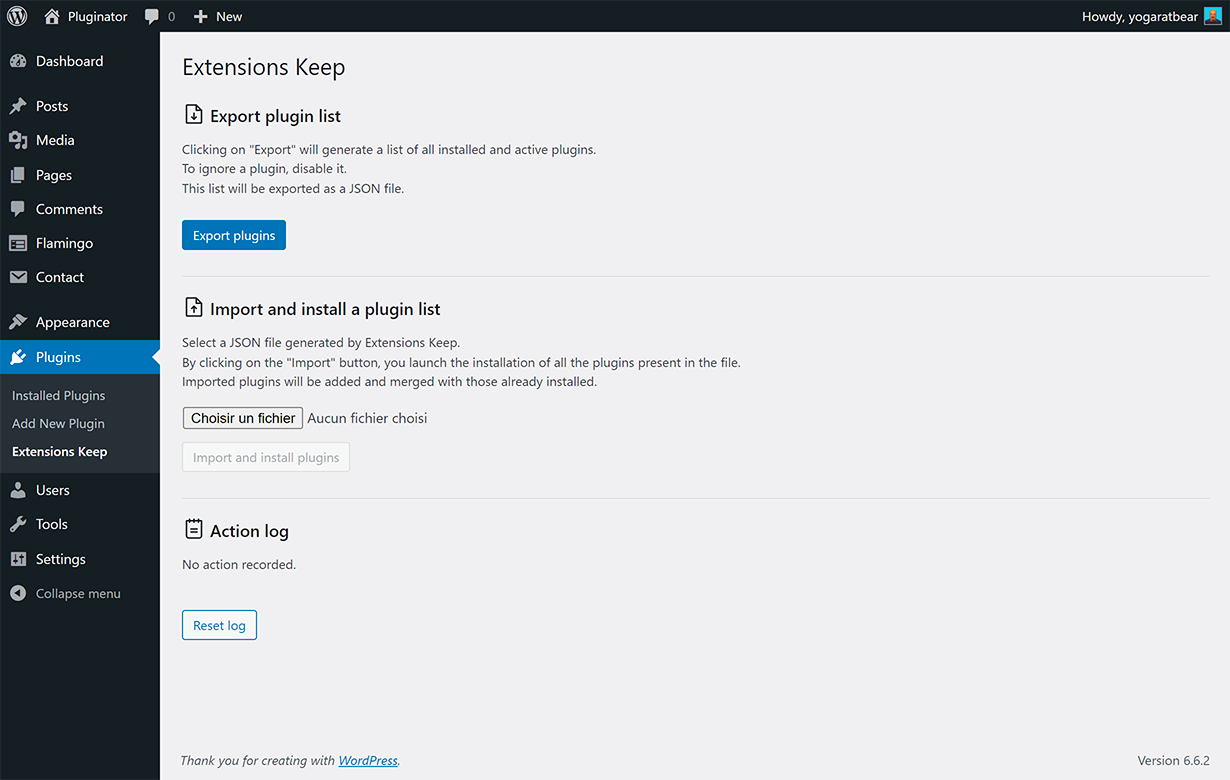 Pluginator 0 New Howdy, yogaratbear
Dashboard
Posts
Media
Pages
Comments
Flamingo
Contact
Appearance
Plugins
Installed Plugins
Add New Plugin
Extensions Keep
Users
Tools
Settings
Collapse menu
Extensions Keep
Export plugin list
Clicking on "Export" will generate a list of all installed and active plugins.
To ignore a plugin, disable it.
This list will be exported as a JSON file.
Export plugins
Import and install a plugin list
Select a JSON file generated by Extensions Keep.
By clicking on the "Import" button, you launch the installation of all the plugins present in the file.
Imported plugins will be added and merged with those already installed.
Choisir un fichier Aucun fichier choisi
Import and install plugins
Action log
No action recorded.
Reset log
Thank you for creating with WordPress. Version 6.6.2